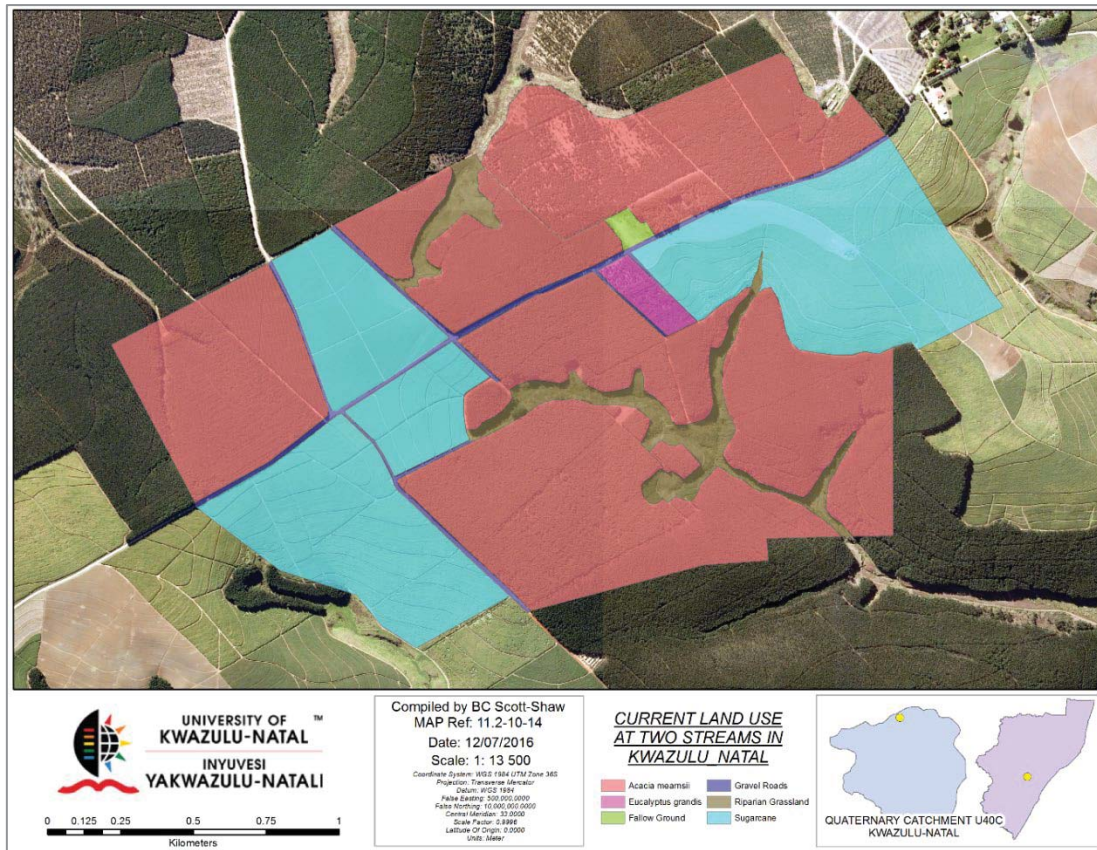 UNIVERSITY OF ™
KWAZULU-NATAL
INYUVESI
YAKWAZULU-NATALI
0 0.125 0.25 0.5 0.75 1
Kilometers
Compiled by BC Scott-Shaw
MAP Ref: 11.2-10-14
Date: 12/07/2016
Scale: 1: 13 500
Coordinate System: WGS 1984 UTM Zone 36S
Projection: Transverse Mercator
Datum: WGS 1984
False Easting: 500,000.0000
False Northing: 10,000,000.0000
Central Meridian: 33.0000
Scale Factor: 0.9996
Latitude Of Origin: 0.0000
Units: Meter
CURRENT LAND USE
AT TWO STREAMS IN
KWAZULU_NATAL
Acacia mearnsii
Eucalyptus grandis
Fallow Ground
Gravel Roads
Riparian Grassland
Sugarcane
QUATERNARY CATCHMENT U40C
KWAZULU-NATAL